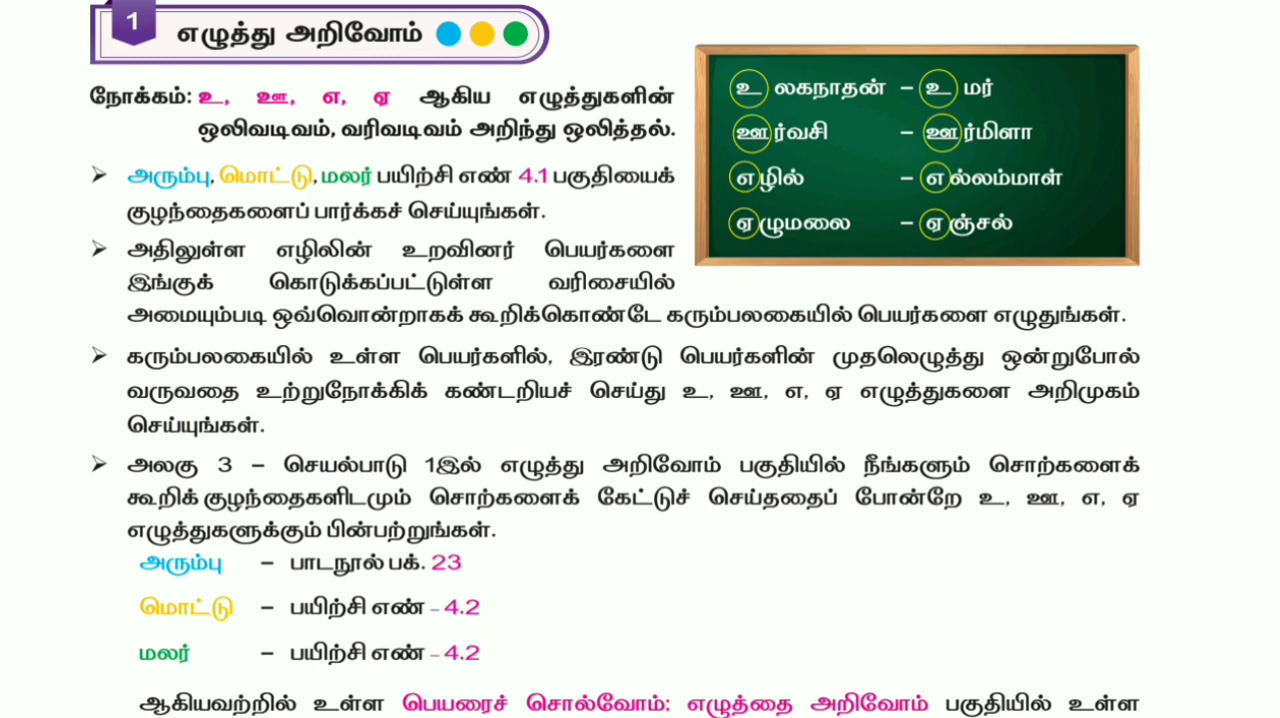 1 எழுத்து அறிவோம்
நோக்கம்: உ, ஊ, எ, ஏ ஆகிய எழுத்துகளின்
ஒலிவடிவம், வரிவடிவம் அறிந்து ஒலித்தல்.
➢ அரும்பு, மொட்டு, மலர் பயிற்சி எண் 4.1 பகுதியைக்
குழந்தைகளைப் பார்க்கச் செய்யுங்கள்.
➢ அதிலுள்ள எழிலின் உறவினர் பெயர்களை
இங்குக் கொடுக்கப்பட்டுள்ள வரிசையில்
அமையும்படி ஒவ்வொன்றாகக் கூறிக்கொண்டே கரும்பலகையில் பெயர்களை எழுதுங்கள்.
உலகநாதன் – உமர்
ஊர்வசி – ஊர்மிளா
எழில் – எல்லம்மாள்
ஏழுமலை – ஏஞ்சல்
➢ கரும்பலகையில் உள்ள பெயர்களில், இரண்டு பெயர்களின் முதலெழுத்து ஒன்றுபோல்
வருவதை உற்றுநோக்கிக் கண்டறியச் செய்து உ, ஊ, எ, ஏ எழுத்துகளை அறிமுகம்
செய்யுங்கள்.
➢ அலகு 3 – செயல்பாடு 1இல் எழுத்து அறிவோம் பகுதியில் நீங்களும் சொற்களைக்
கூறிக் குழந்தைகளிடமும் சொற்களைக் கேட்டுச் செய்ததைப் போன்றே உ, ஊ, எ, ஏ
எழுத்துகளுக்கும் பின்பற்றுங்கள்.
அரும்பு – பாடநூல் பக். 23
மொட்டு – பயிற்சி எண் – 4.2
மலர் – பயிற்சி எண் – 4.2
ஆகியவற்றில் உள்ள பெயரைச் சொல்வோம்: எழுத்தை அறிவோம் பகுதியில் உள்ள